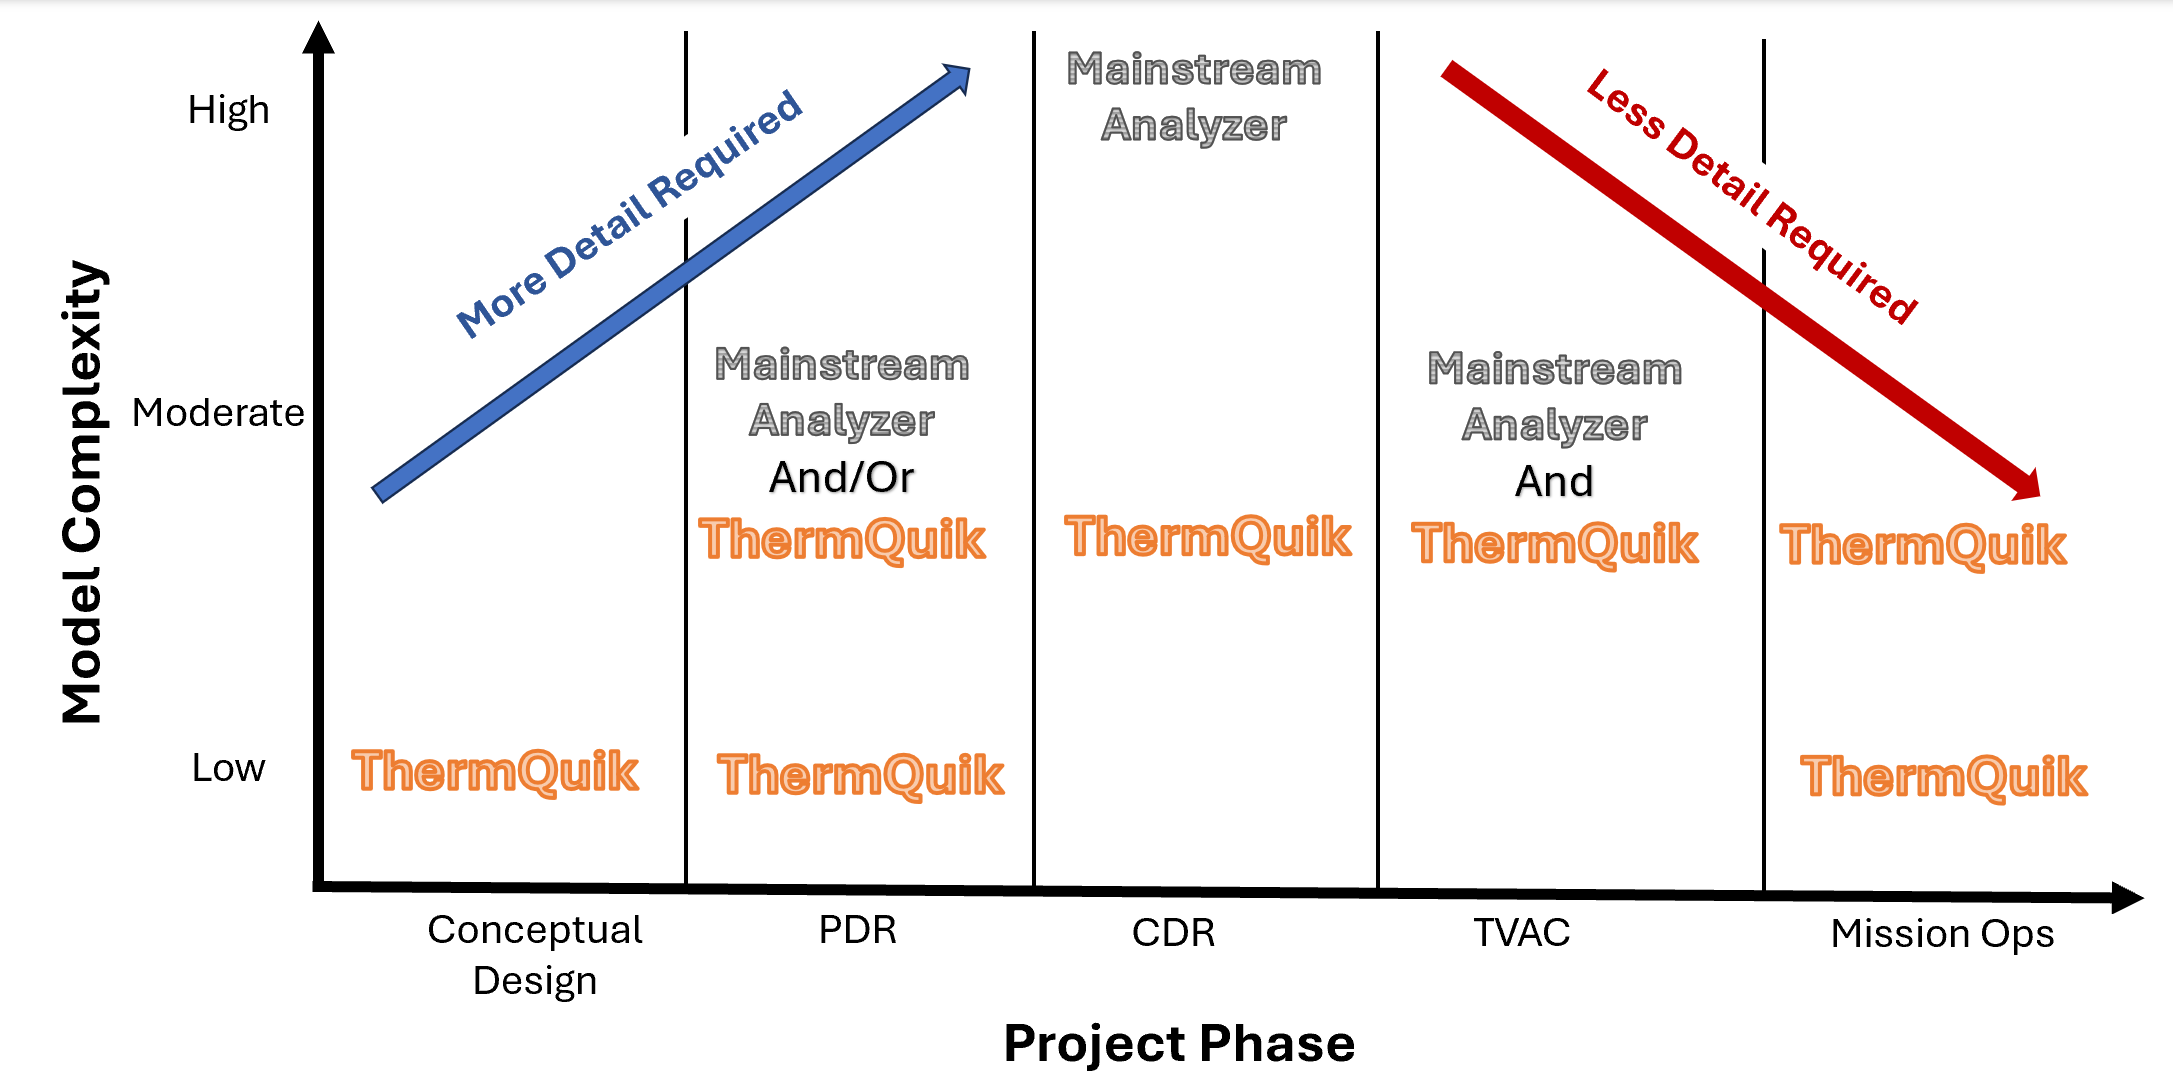 Model Complexity
High
Moderate
Low
More Detail Required
Less Detail Required
Mainstream
Analyzer
Mainstream
Analyzer
And/Or
ThermQuik
ThermQuik
Mainstream
Analyzer
And
ThermQuik
ThermQuik
ThermQuik
ThermQuik
ThermQuik
Conceptual
Design
PDR
CDR
TVAC
Mission Ops
Project Phase